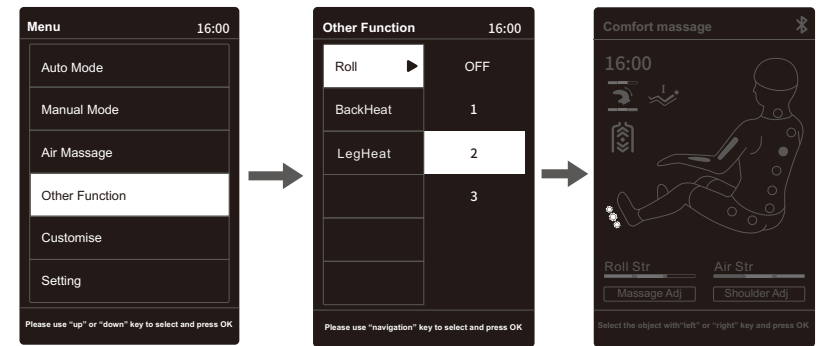 Menu 16:00
Auto Mode
Manual Mode
Air Massage
Other Function
Customise
Setting
Please use “up” or “down” key to select and press OK
Other Function 16:00
Roll OFF
BackHeat 1
LegHeat 2
3
Please use “navigation” key to select and press OK
Comfort massage
16:00
I
Roll Str Air Str
Massage Adj Shoulder Adj
Select the object with“left” or “right” key and press OK